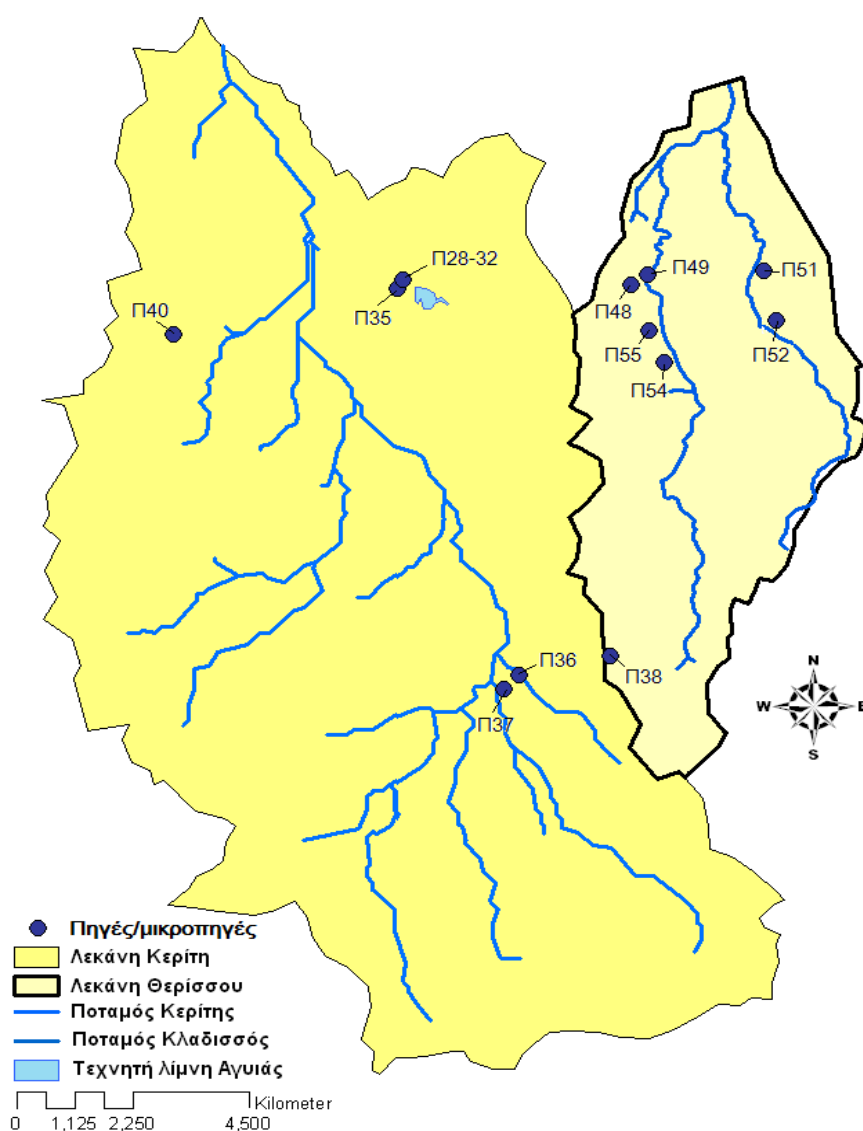 Π28-32
Π49
Π51
Π48
Π35
Π40
Π55
Π52
Π54
Π38
Π36
Π37
N
W
E
S
Πηγές/μικροπηγές
Λεκάνη Κερίτη
Λεκάνη Θερίσσου
Ποταμός Κερίτης
Ποταμός Κλαδισσός
Τεχνητή λίμνη Αγυιάς
Kilometer
0 1,125 2,250 4,500